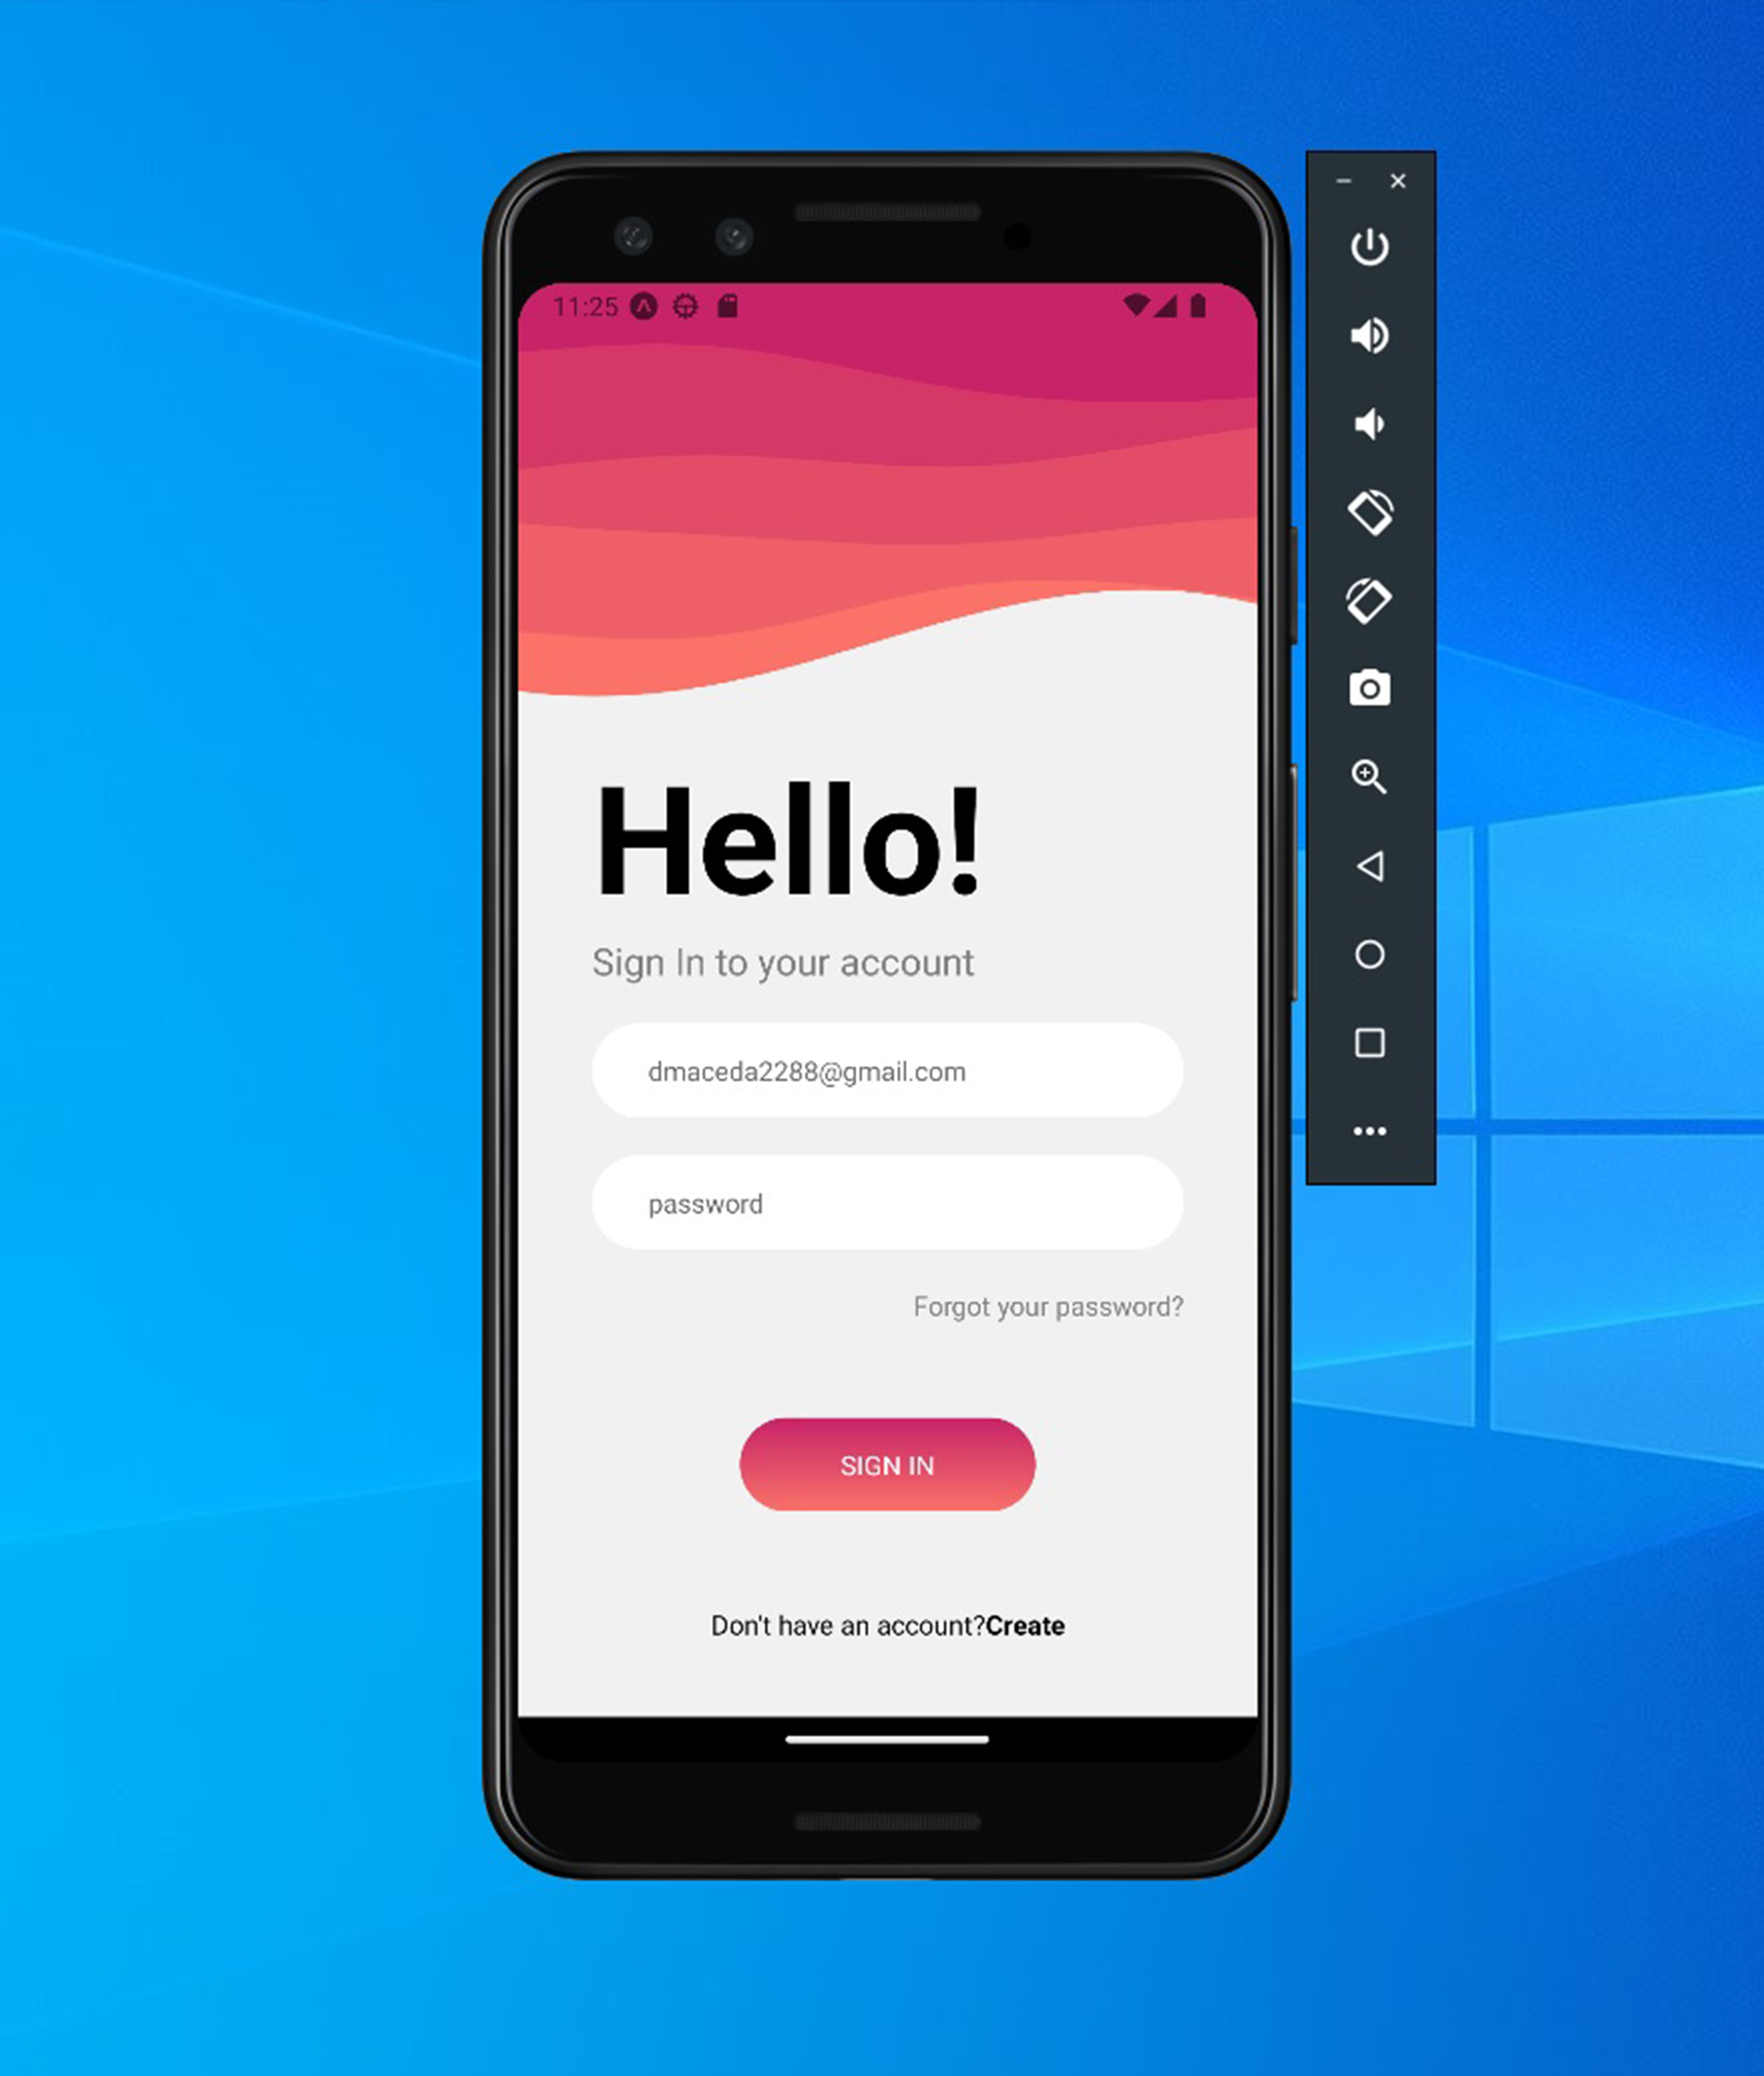 11:25
Hello!
Sign In to your account
dmaceda2288@gmail.com
password
Forgot your password?
SIGN IN
Don't have an account?Create